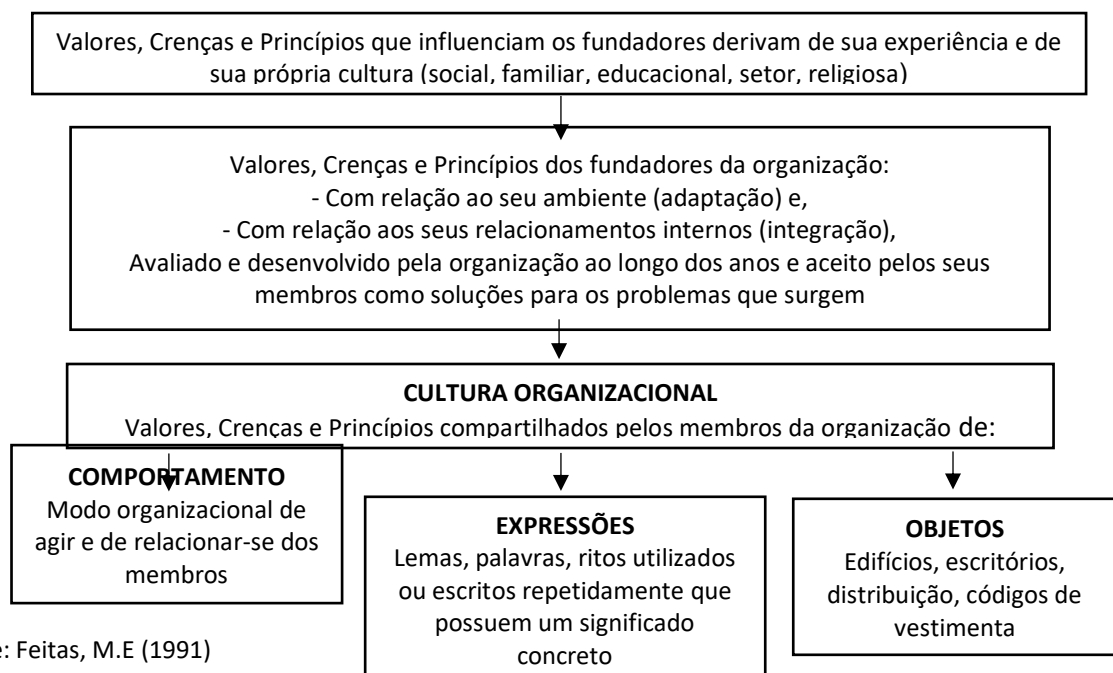 Valores, Crenças e Princípios que influenciam os fundadores derivam de sua experiência e de
sua própria cultura (social, familiar, educacional, setor, religiosa)
Valores, Crenças e Princípios dos fundadores da organização:
- Com relação ao seu ambiente (adaptação) e,
- Com relação aos seus relacionamentos internos (integração),
Avaliado e desenvolvido pela organização ao longo dos anos e aceito pelos seus
membros como soluções para os problemas que surgem
CULTURA ORGANIZACIONAL
Valores, Crenças e Princípios compartilhados pelos membros da organização de:
COMPORTAMENTO
Modo organizacional de
agir e de relacionar-se dos
membros
EXPRESSÕES
Lemas, palavras, ritos utilizados
ou escritos repetidamente que
possuem um significado
concreto
OBJETOS
Edifícios, escritórios,
distribuição, códigos de
vestimenta
: Feitas, M.E (1991)